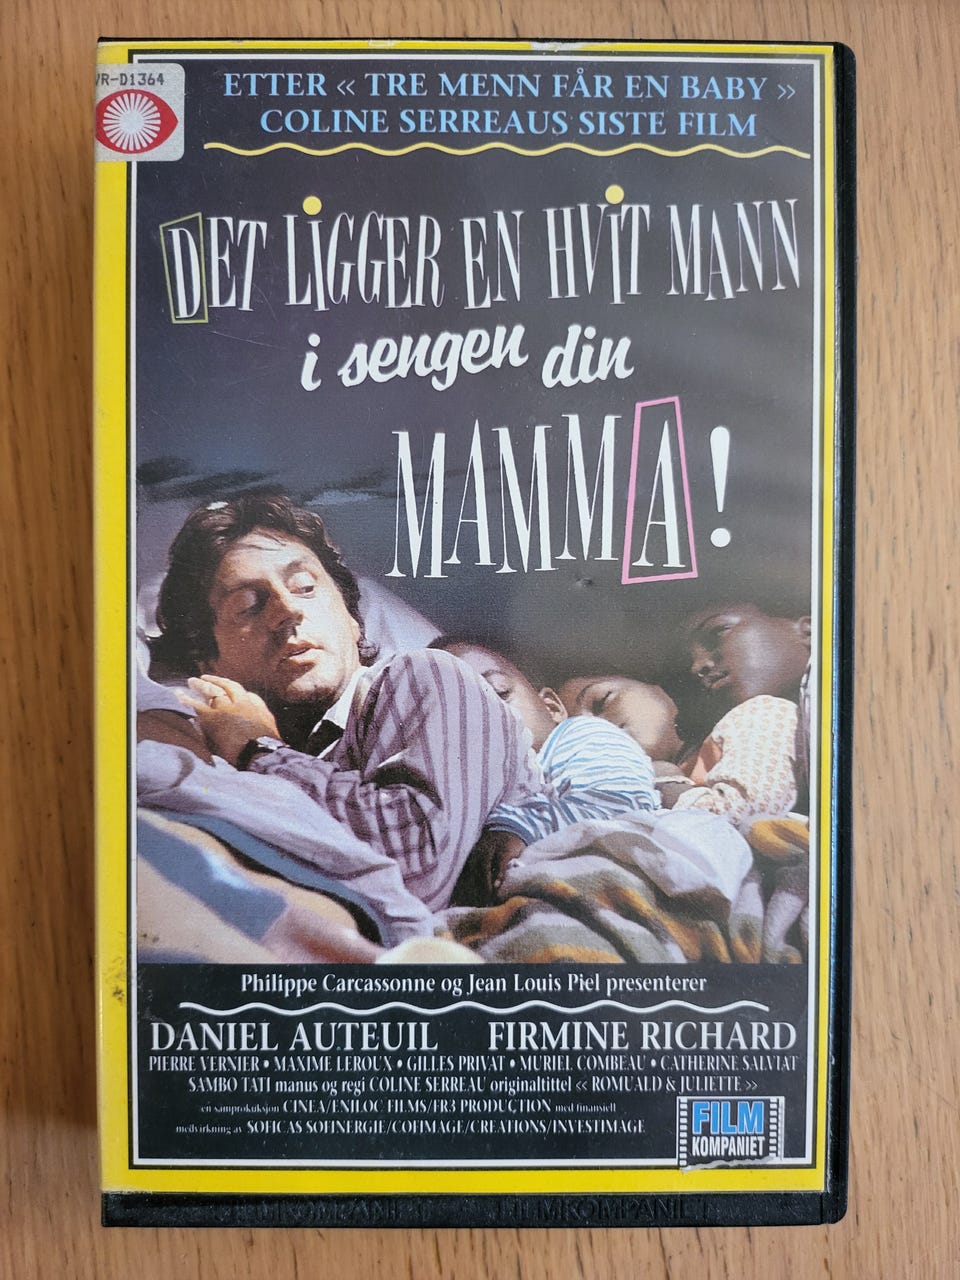 VR-D1364
ETTER « TRE MENN FÅR EN BABY »
COLINE SERREAUS SISTE FILM
DET LIGGER EN HVIT MANN
i sengen din
MAMMA!
Philippe Carcassonne og Jean Louis Piel presenterer
DANIEL AUTEUIL FIRMINE RICHARD
PIERRE VERNIER • MAXIME LEROUX • GILLES PRIVAT • MURIEL COMBEAU • CATHERINE SALVIAT
SAMBO TATI manus og regi COLINE SERREAU originaltittel « ROMUALD & JULIETTE »
en samproduksjon CINEA/ENILOC FILMS/FR3 PRODUCTION med finansiell
medvirkning av SOFICAS SOFINERGIE/COFIMAGE/CREATIONS/INVESTIMAGE
FILM
KOMPANIET
FILMKOMPANIET FILMKOMPANIET